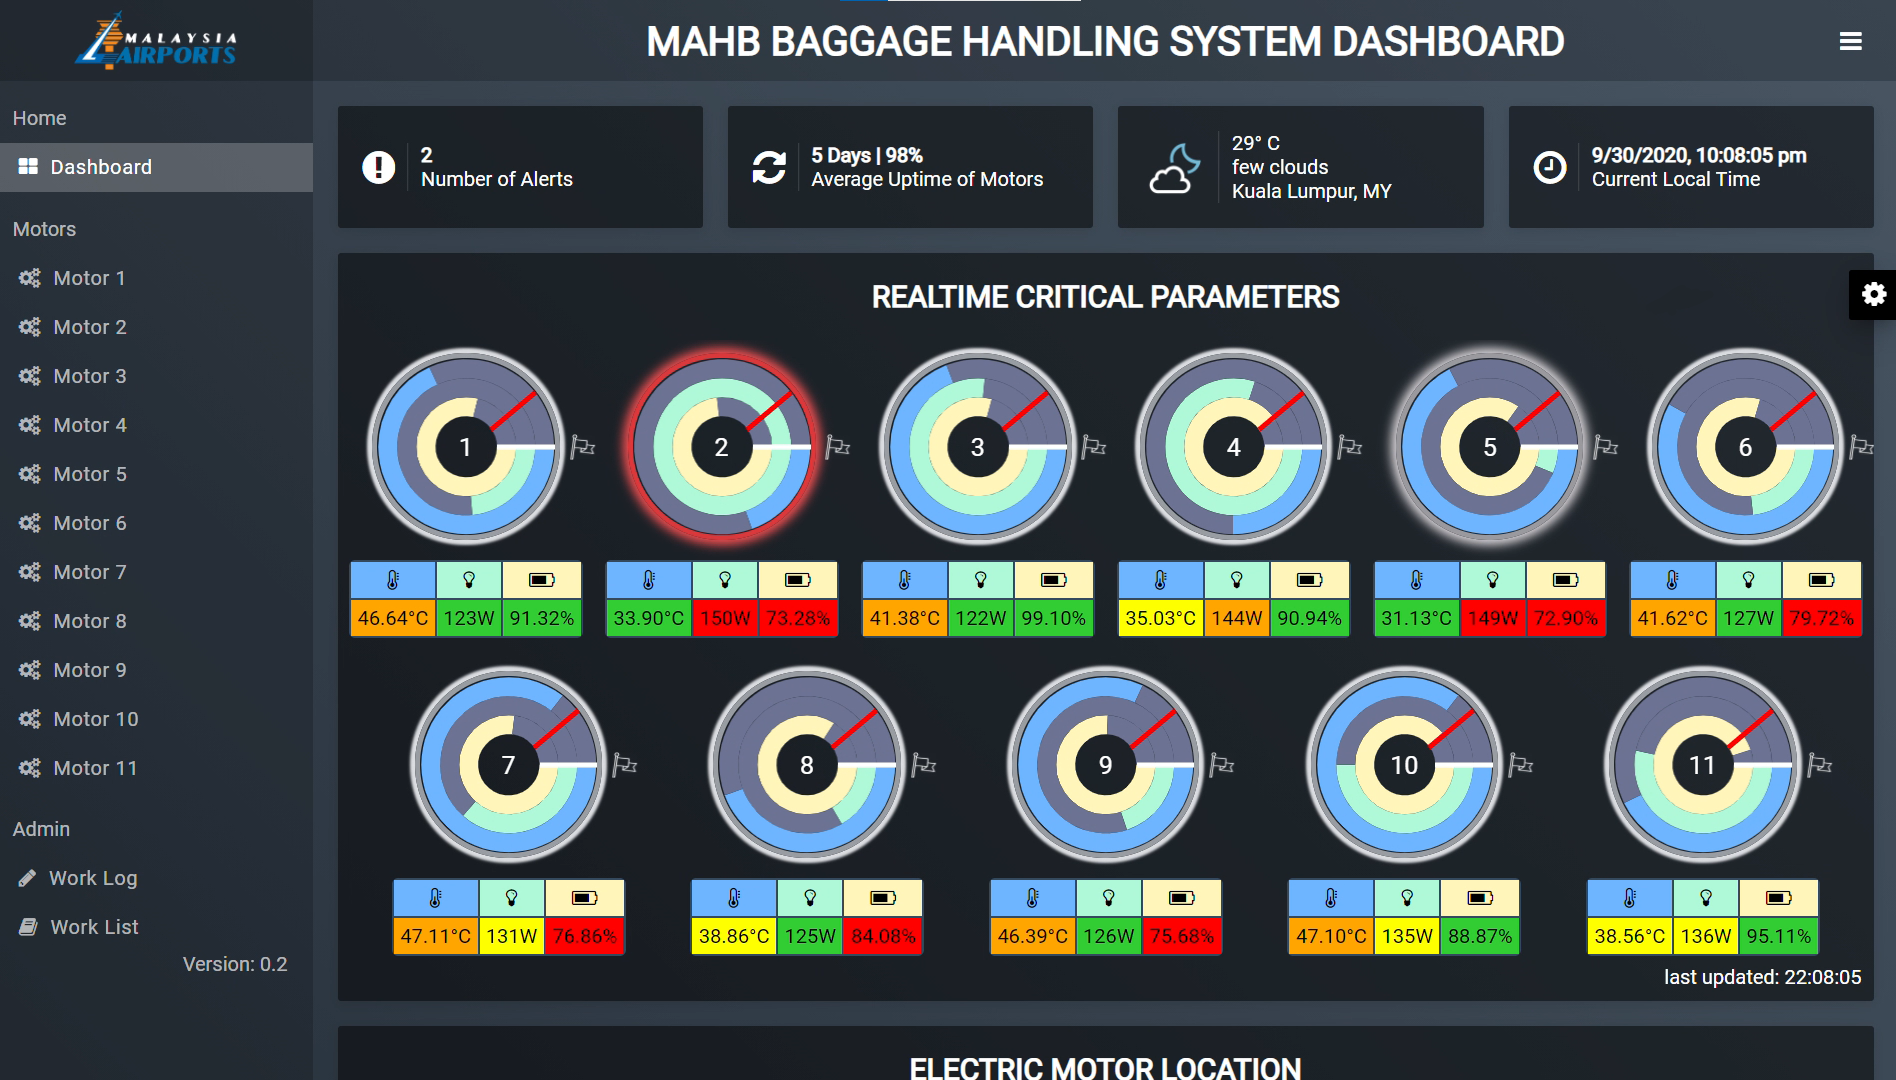 MALAYSIA
AIRPORTS
MAHB BAGGAGE HANDLING SYSTEM DASHBOARD
Home
Dashboard
Motors
Motor 1
Motor 2
Motor 3
Motor 4
Motor 5
Motor 6
Motor 7
Motor 8
Motor 9
Motor 10
Motor 11
Admin
Work Log
Work List
Version: 0.2
2
Number of Alerts
5 Days | 98%
Average Uptime of Motors
29° C
few clouds
Kuala Lumpur, MY
9/30/2020, 10:08:05 pm
Current Local Time
REALTIME CRITICAL PARAMETERS
1 2 3 4 5 6
46.64°C 123W 91.32% 33.90°C 150W 73.28% 41.38°C 122W 99.10% 35.03°C 144W 90.94% 31.13°C 149W 72.90% 41.62°C 127W 79.72%
7 8 9 10 11
47.11°C 131W 76.86% 38.86°C 125W 84.08% 46.39°C 126W 75.68% 47.10°C 135W 88.87% 38.56°C 136W 95.11%
last updated: 22:08:05
ELECTRIC MOTOR LOCATION